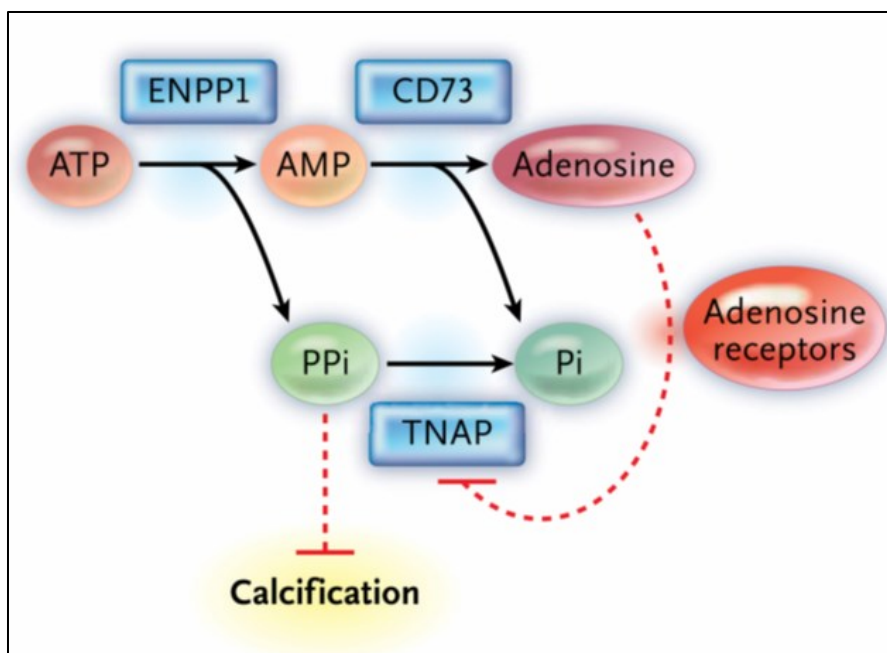 ENPP1
CD73
ATP
AMP
Adenosine
Adenosine
receptors
PPi
Pi
TNAP
Calcification